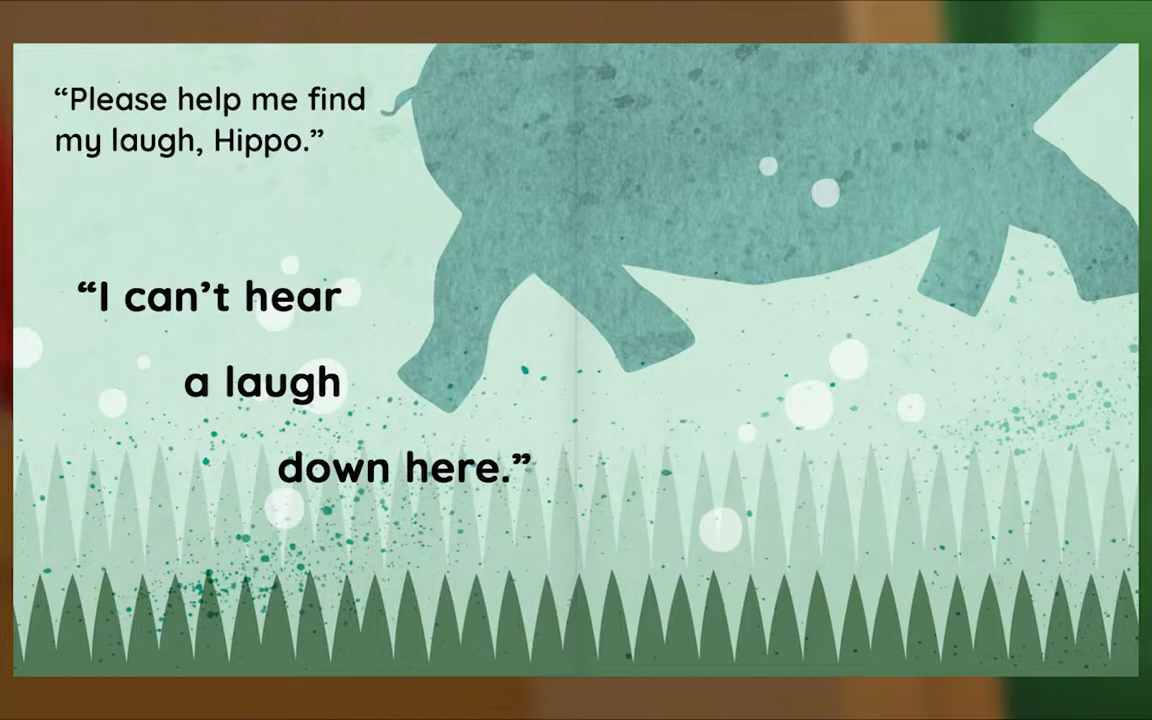 “Please help me find
my laugh, Hippo.”
“I can’t hear
a laugh
down here.”